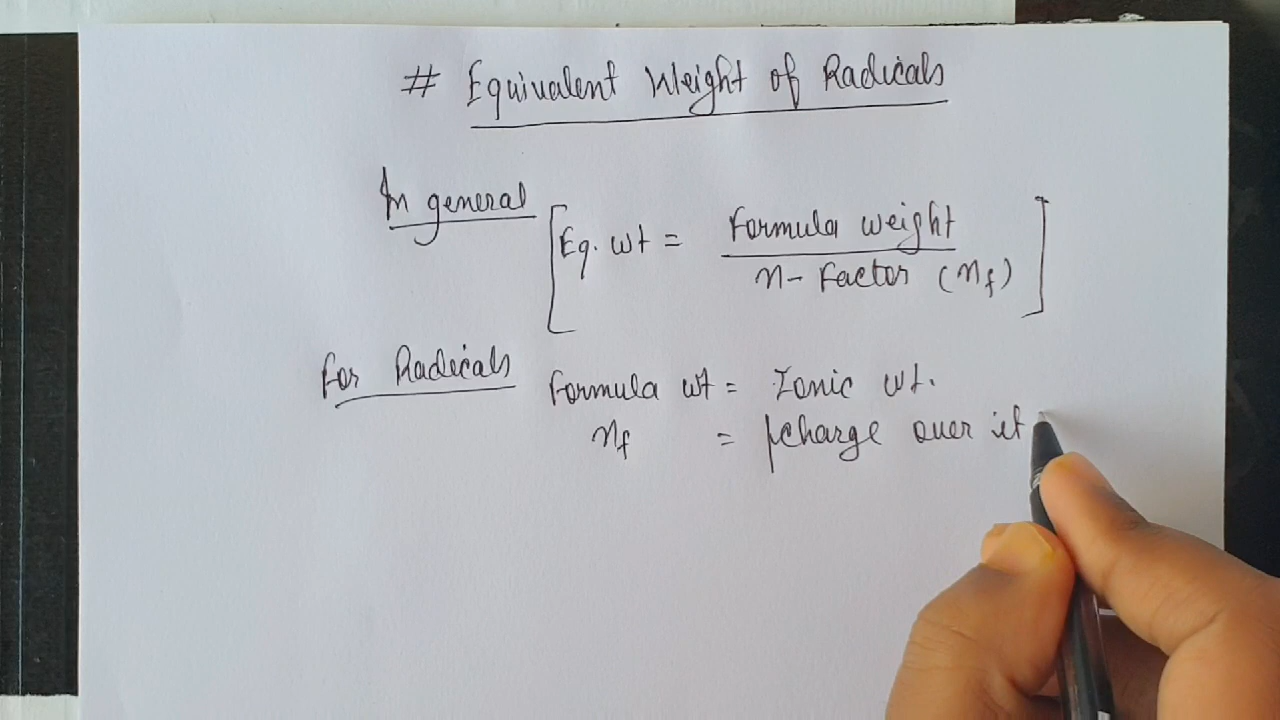 # Equivalent Weight of Radicals
In general [Eq. wt = Formula weight / n- Factor (nf)]
For Radicals Formula wt = Ionic wt.
nf = |charge over it